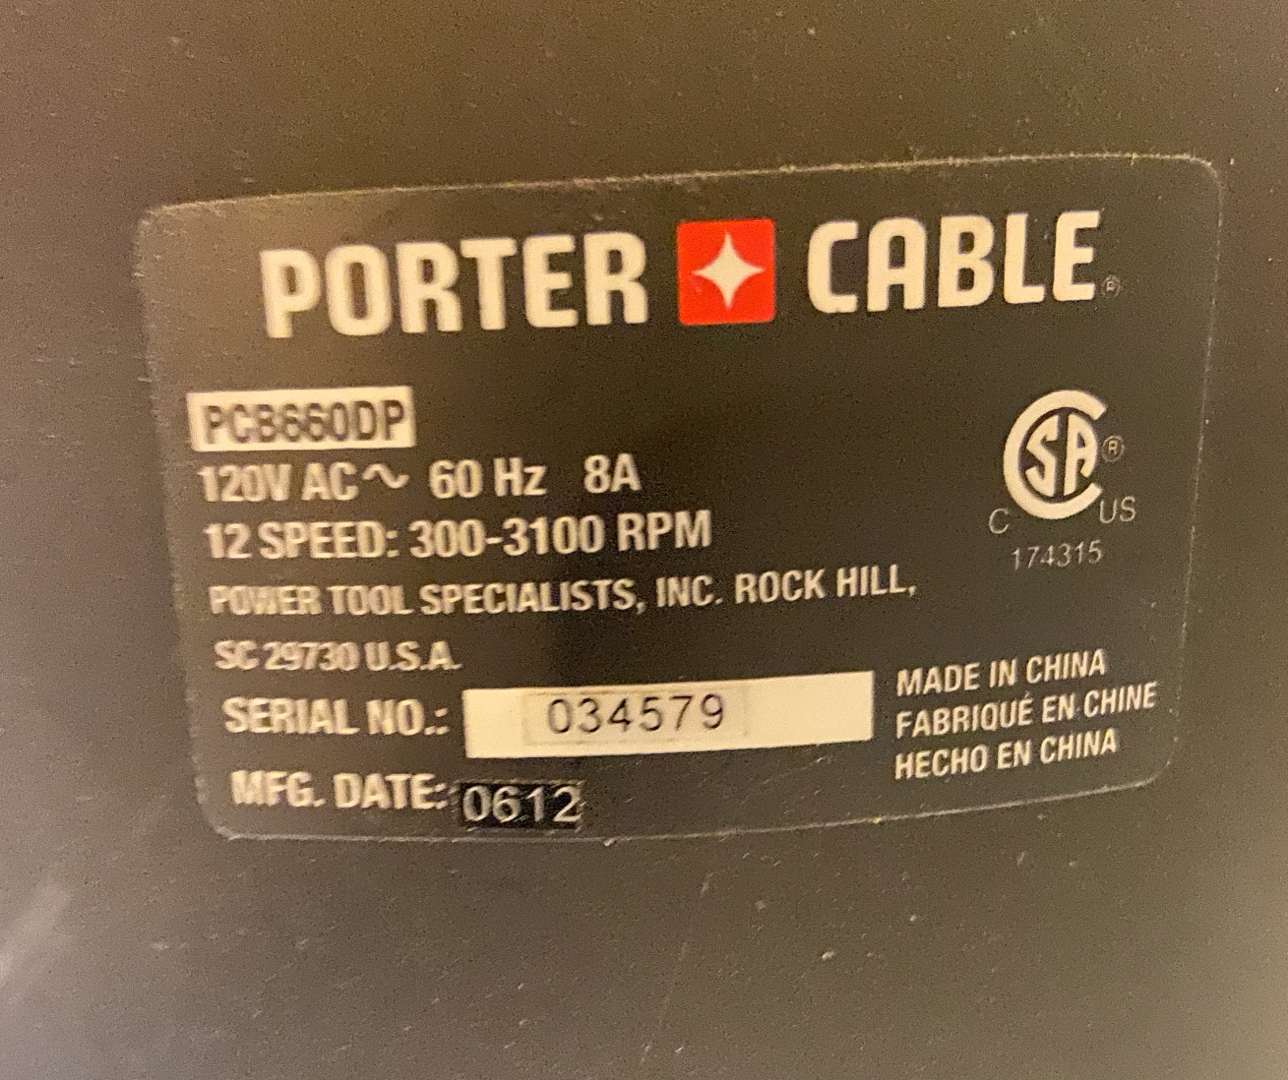 PORTER CABLE®
PCB660DP
120V AC ~ 60 Hz 8A
12 SPEED: 300-3100 RPM
POWER TOOL SPECIALISTS, INC. ROCK HILL,
SC 29730 U.S.A.
SERIAL NO.: 034579
MFG. DATE: 0612
CSA®
C US
174315
MADE IN CHINA
FABRIQUÉ EN CHINE
HECHO EN CHINA